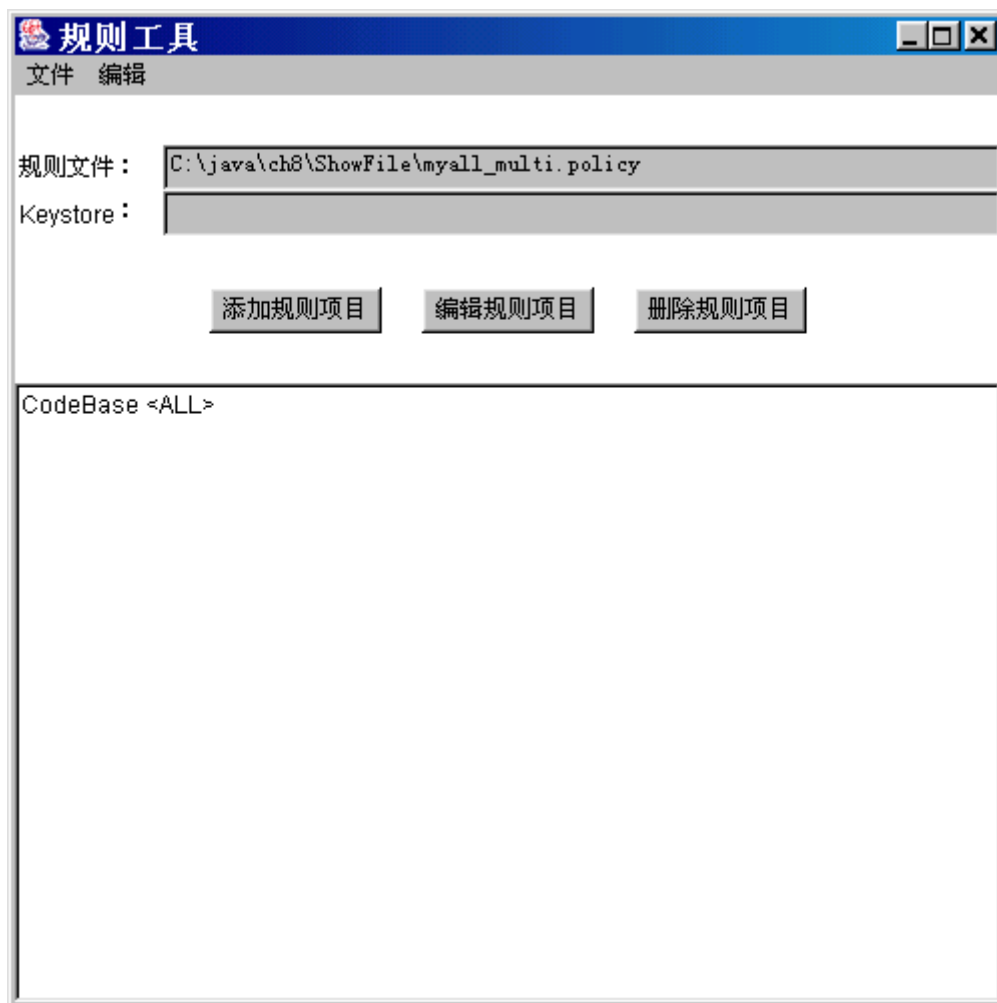 规则工具
文件 编辑
规则文件： C:\java\ch8\ShowFile\myall_multi.policy
Keystore：
添加规则项目 编辑规则项目 删除规则项目
CodeBase <ALL>